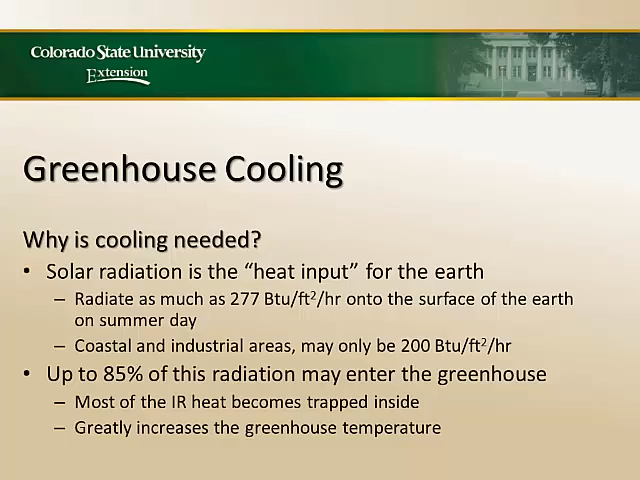 Colorado State University
Extension
Greenhouse Cooling
Why is cooling needed?
• Solar radiation is the “heat input” for the earth
– Radiate as much as 277 Btu/ft²/hr onto the surface of the earth
on summer day
– Coastal and industrial areas, may only be 200 Btu/ft²/hr
• Up to 85% of this radiation may enter the greenhouse
– Most of the IR heat becomes trapped inside
– Greatly increases the greenhouse temperature